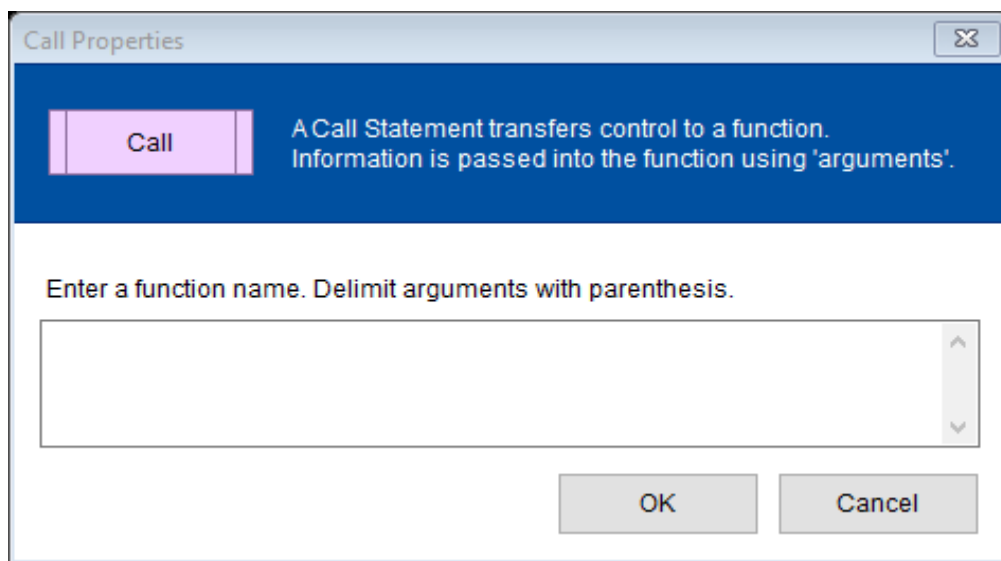 Call Properties
Call
A Call Statement transfers control to a function.
Information is passed into the function using 'arguments'.
Enter a function name. Delimit arguments with parenthesis.
OK
Cancel